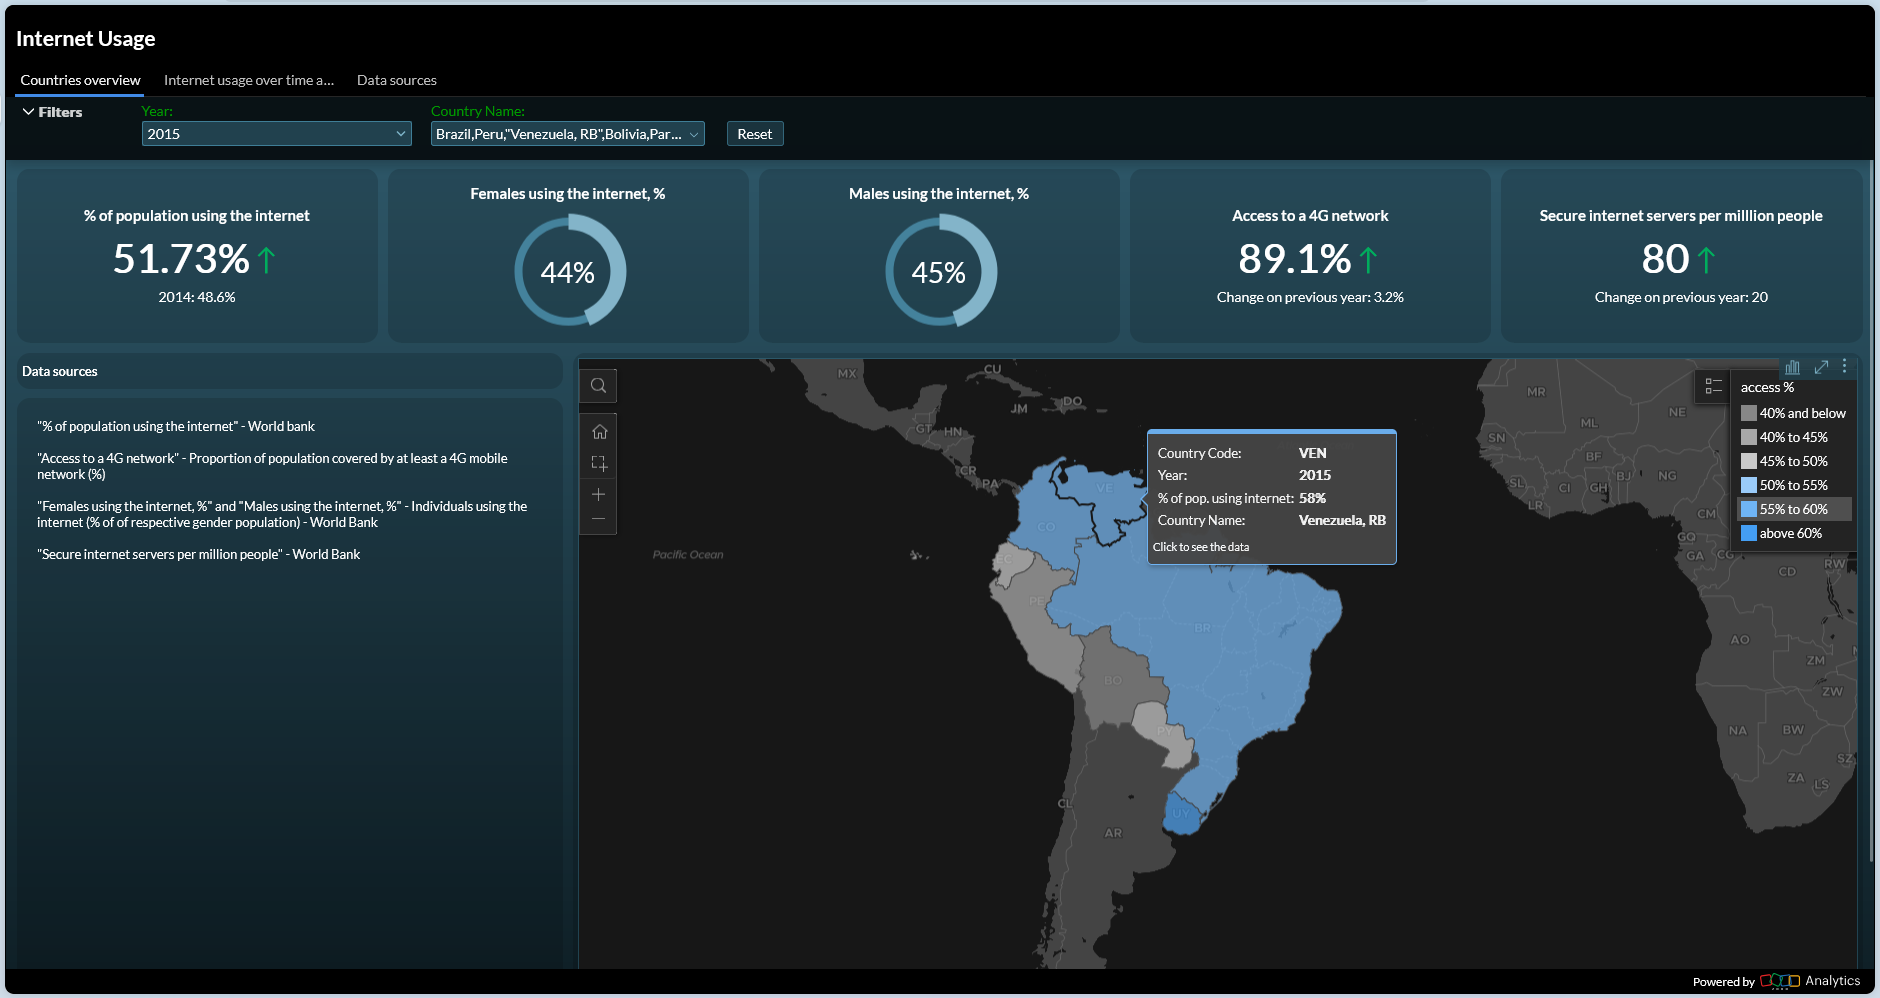 Internet Usage
Countries overview
Internet usage over time a...
Data sources
Filters
Year:
2015
Country Name:
Brazil,Peru,"Venezuela, RB",Bolivia,Par...
Reset
% of population using the internet
51.73%
2014: 48.6%
Females using the internet, %
44%
Males using the internet, %
45%
Access to a 4G network
89.1%
Change on previous year: 3.2%
Secure internet servers per milllion people
80
Change on previous year: 20
Data sources
"% of population using the internet" - World bank
"Access to a 4G network" - Proportion of population covered by at least a 4G mobile
network (%)
"Females using the internet, %" and "Males using the internet, %" - Individuals using the
internet (% of of respective gender population) - World Bank
"Secure internet servers per million people" - World Bank
MX
CU
DO
JM
GT
HN
CR
PA
VE
CO
EC
PE
BR
BO
PY
UY
CL
AR
Pacific Ocean
Country Code: VEN
Year: 2015
% of pop. using internet: 58%
Country Name: Venezuela, RB
Click to see the data
MR
ML
NE
SN
BF
BJ
NG
SL
CI
GH
LR
CM
GQ
GA
CG
CD
RW
AO
ZM
ZW
NA
BW
SZ
ZA
LS
access %
40% and below
40% to 45%
45% to 50%
50% to 55%
55% to 60%
above 60%
Powered by
Analytics